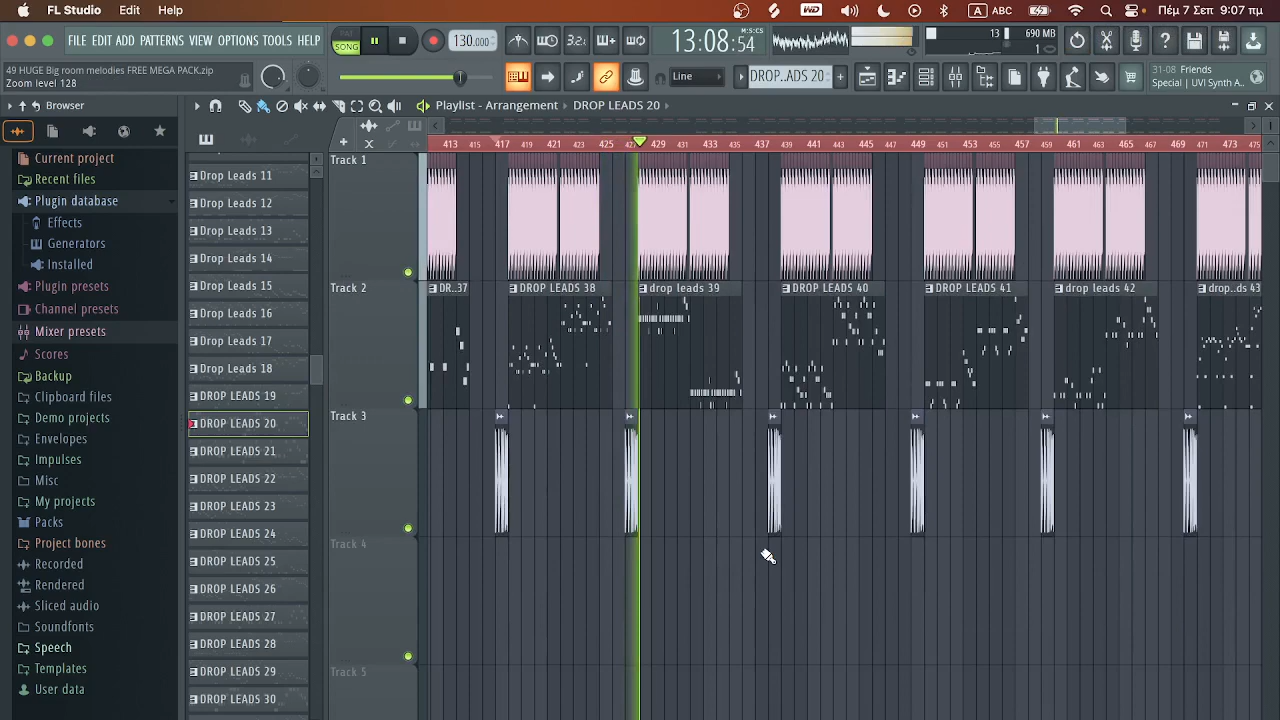 FL Studio Edit Help
WD ABC Πέμ 7 Σεπ 9:07 πμ
FILE EDIT ADD PATTERNS VIEW OPTIONS TOOLS HELP
PAT
SONG
130.000
3.2.
13:08:54
M:S:CS
13
690 MB
1
49 HUGE Big room melodies FREE MEGA PACK.zip
Zoom level 128
Line
DROP..ADS 20
31-08 Friends
Special | UVI Synth A..
Browser
Playlist - Arrangement DROP LEADS 20
413 415 417 419 421 423 425 427 429 431 433 435 437 439 441 443 445 447 449 451 453 455 457 459 461 463 465 467 469 471 473 475
Current project
Recent files
Plugin database
Effects
Generators
Installed
Plugin presets
Channel presets
Mixer presets
Scores
Backup
Clipboard files
Demo projects
Envelopes
Impulses
Misc
My projects
Packs
Project bones
Recorded
Rendered
Sliced audio
Soundfonts
Speech
Templates
User data
Drop Leads 11
Drop Leads 12
Drop Leads 13
Drop Leads 14
Drop Leads 15
Drop Leads 16
Drop Leads 17
Drop Leads 18
DROP LEADS 19
DROP LEADS 20
DROP LEADS 21
DROP LEADS 22
DROP LEADS 23
DROP LEADS 24
DROP LEADS 25
DROP LEADS 26
DROP LEADS 27
DROP LEADS 28
DROP LEADS 29
DROP LEADS 30
Track 1
Track 2
DR..37 DROP LEADS 38 drop leads 39 DROP LEADS 40 DROP LEADS 41 drop leads 42 drop..ds 43
Track 3
Track 4
Track 5